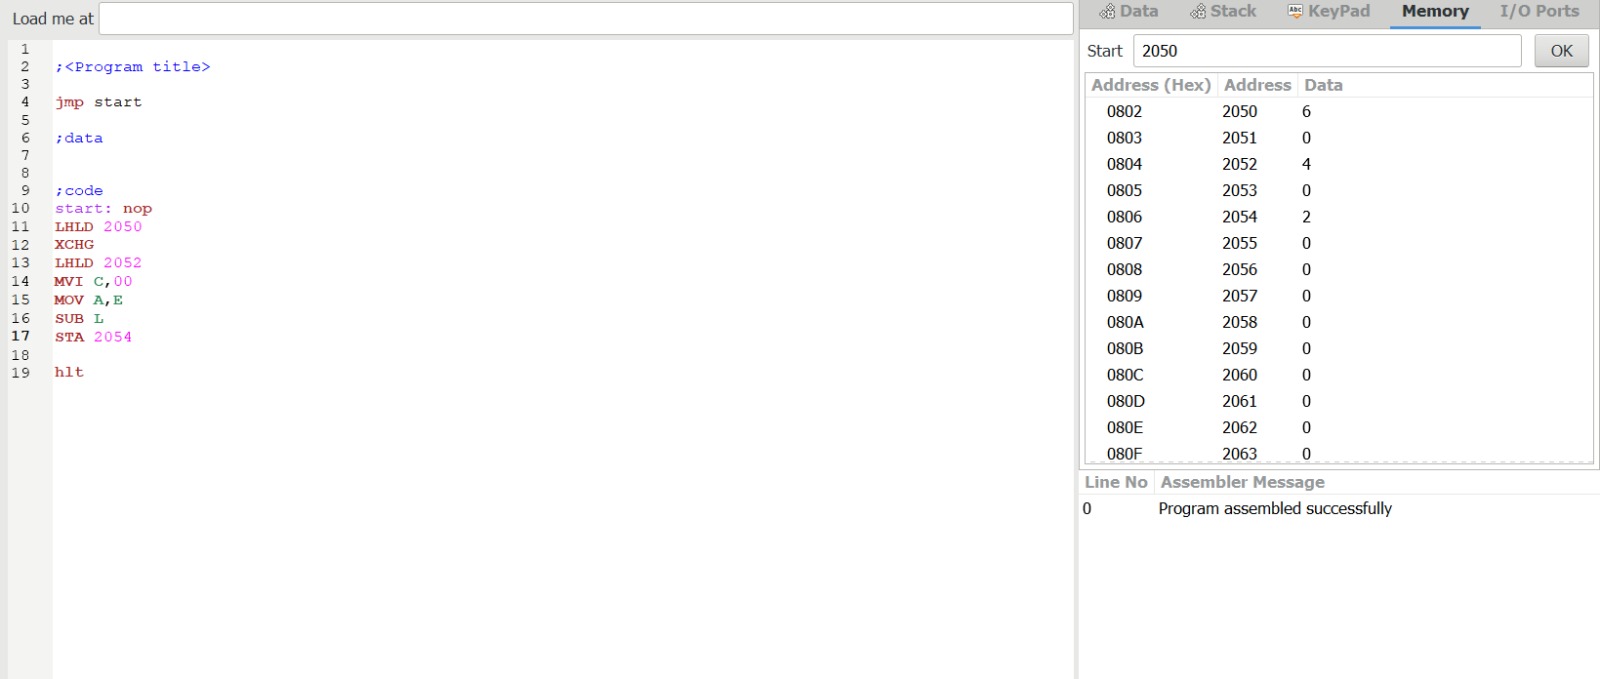 Load me at
1
2 ;<Program title>
3
4 jmp start
5
6 ;data
7
8
9 ;code
10 start: nop
11 LHLD 2050
12 XCHG
13 LHLD 2052
14 MVI C,00
15 MOV A,E
16 SUB L
17 STA 2054
18
19 hlt
Data Stack KeyPad Memory I/O Ports
Start 2050 OK
Address (Hex) Address Data
0802 2050 6
0803 2051 0
0804 2052 4
0805 2053 0
0806 2054 2
0807 2055 0
0808 2056 0
0809 2057 0
080A 2058 0
080B 2059 0
080C 2060 0
080D 2061 0
080E 2062 0
080F 2063 0
Line No Assembler Message
0 Program assembled successfully